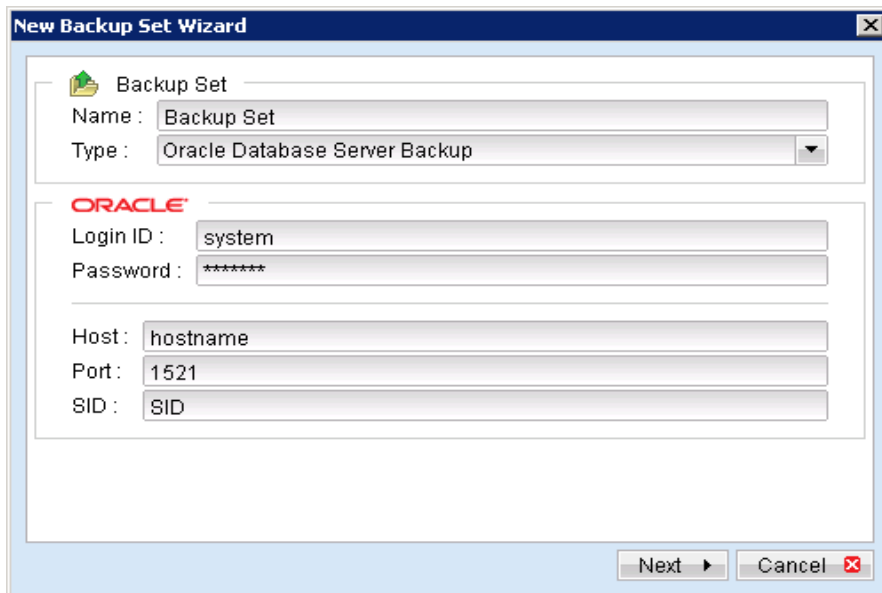 New Backup Set Wizard
Backup Set
Name : Backup Set
Type : Oracle Database Server Backup
ORACLE
Login ID : system
Password : *******
Host : hostname
Port : 1521
SID : SID
Next Cancel